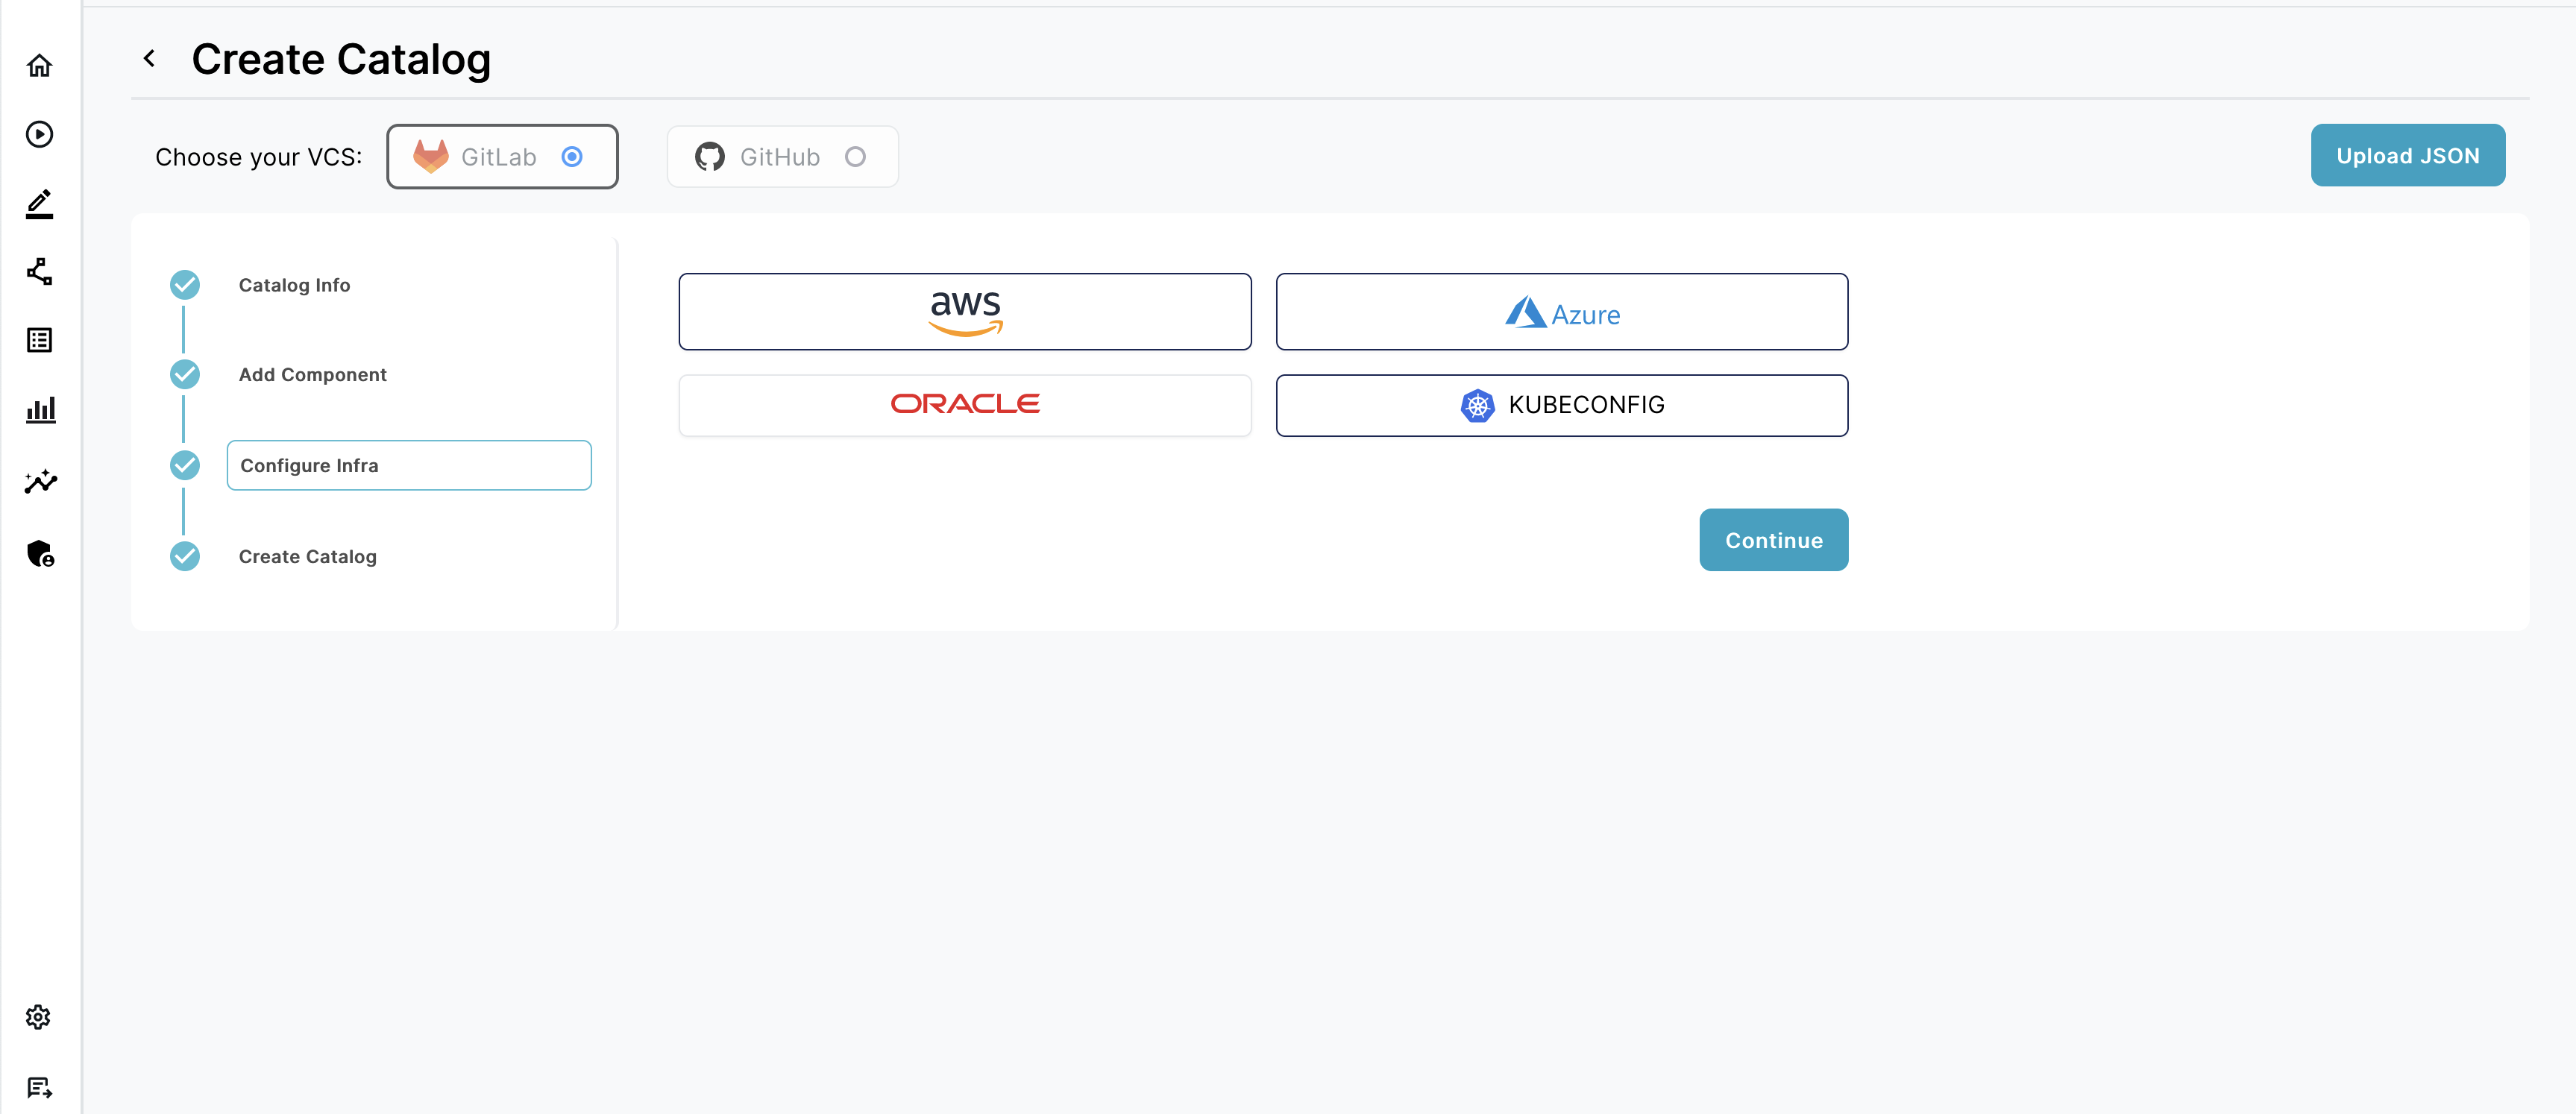 Create Catalog
Choose your VCS:
GitLab
GitHub
Upload JSON
Catalog Info
Add Component
Configure Infra
Create Catalog
aws
Azure
ORACLE
KUBECONFIG
Continue